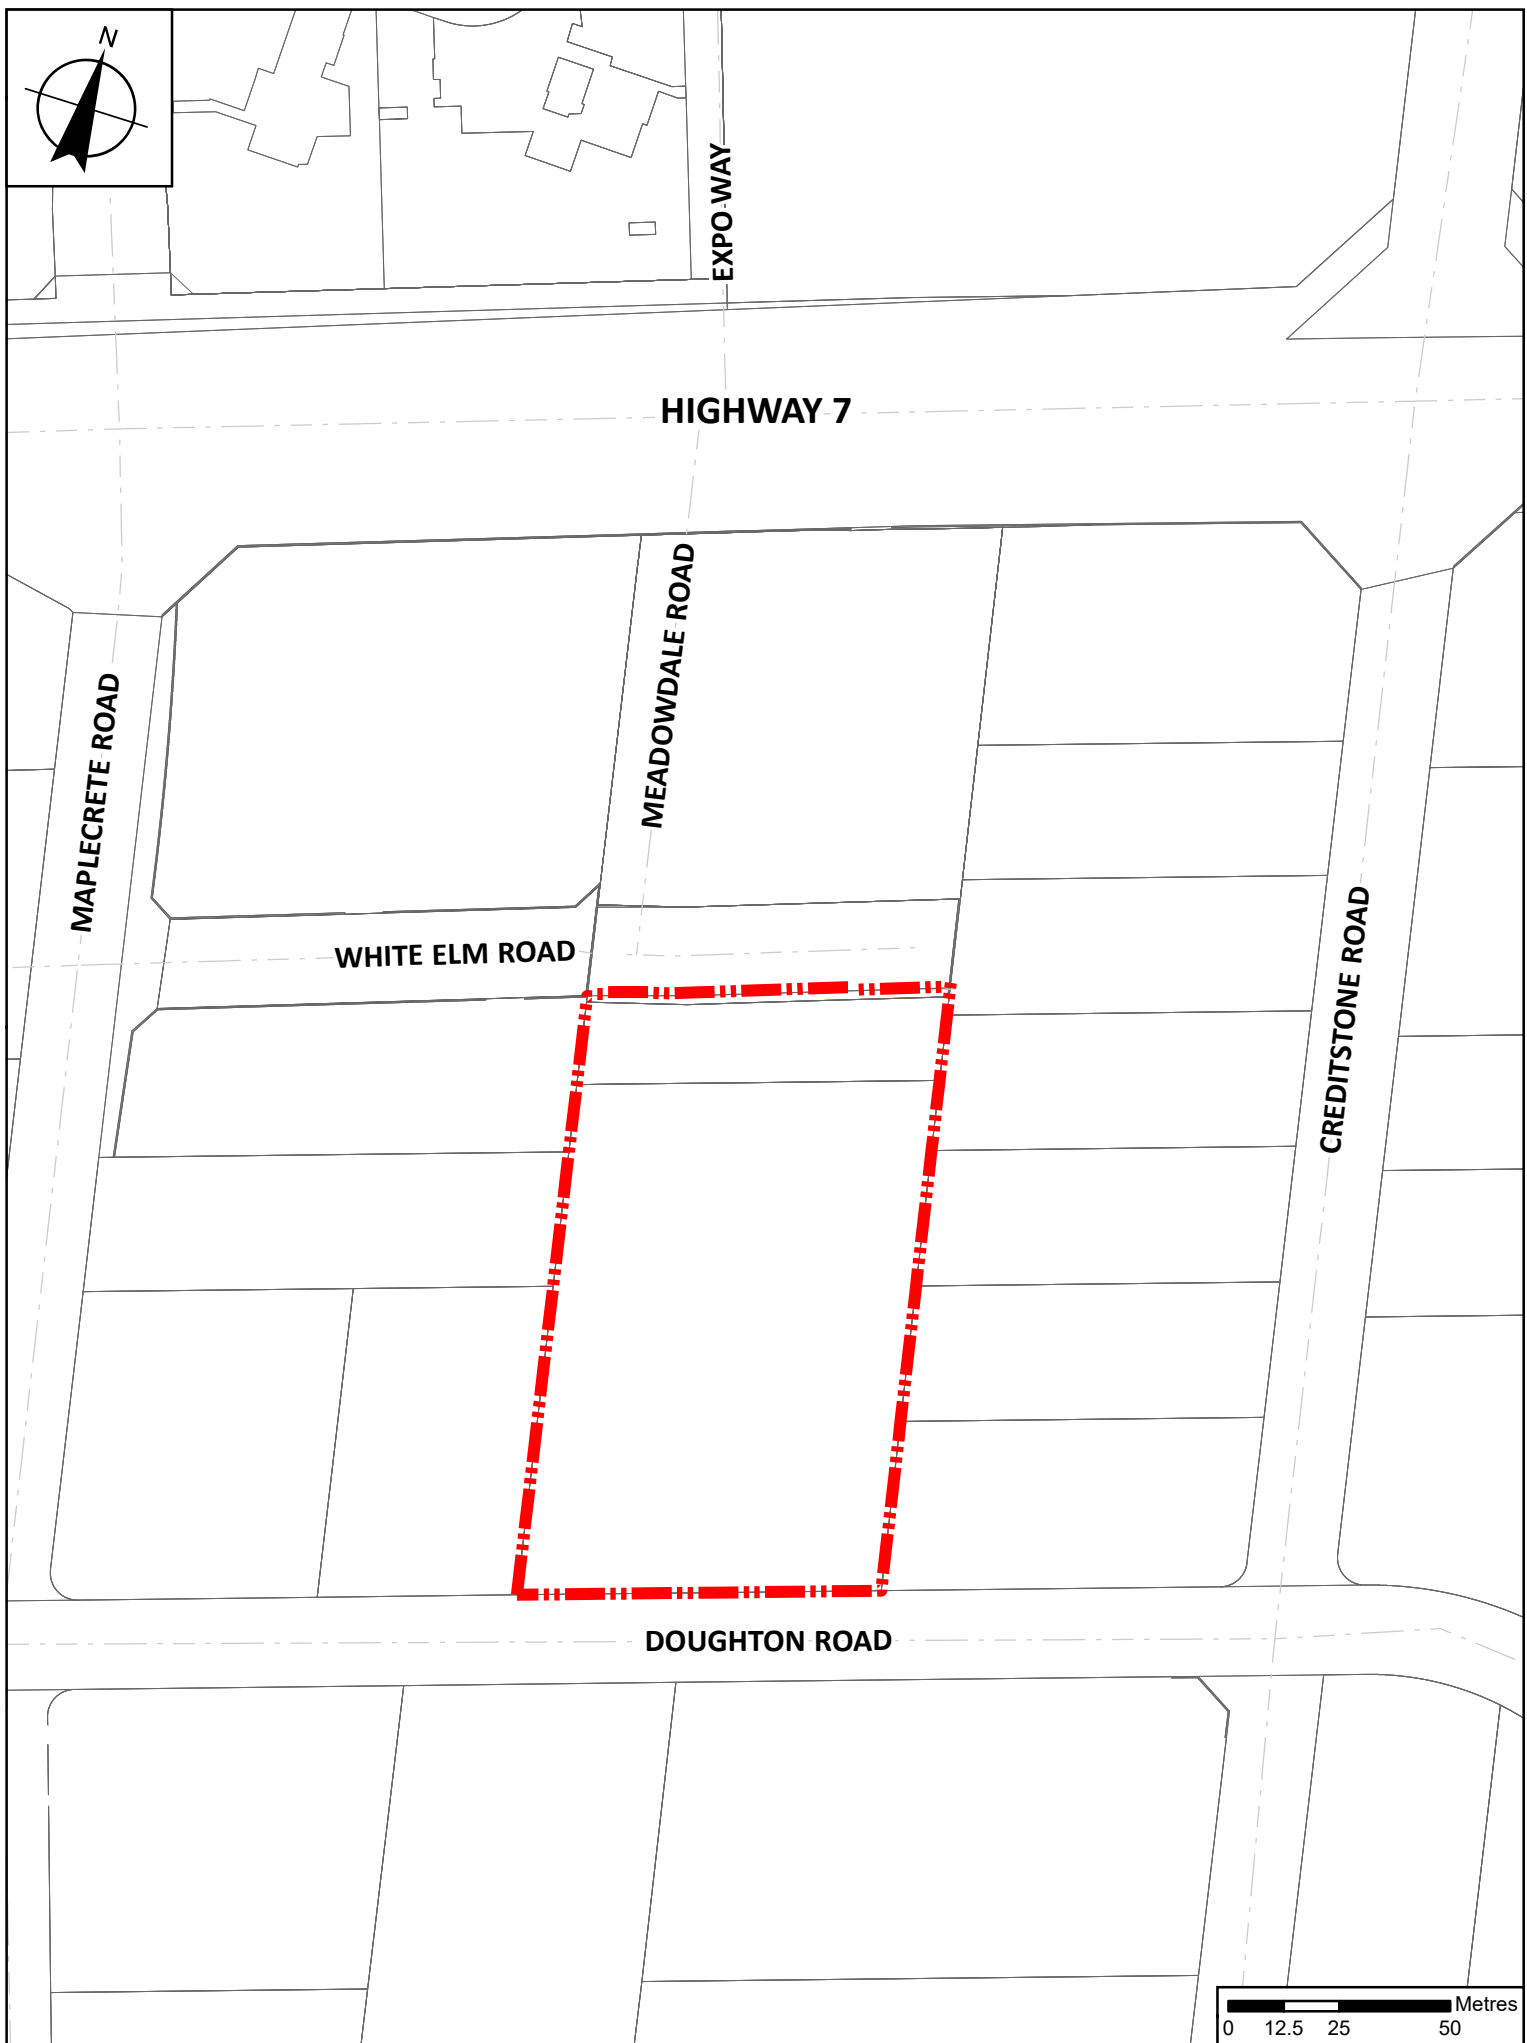 N
EXPO WAY
HIGHWAY 7
MEADOWDALE ROAD
MAPLECRETE ROAD
WHITE ELM ROAD
CREDITSTONE ROAD
DOUGHTON ROAD
Metres
0 12.5 25 50